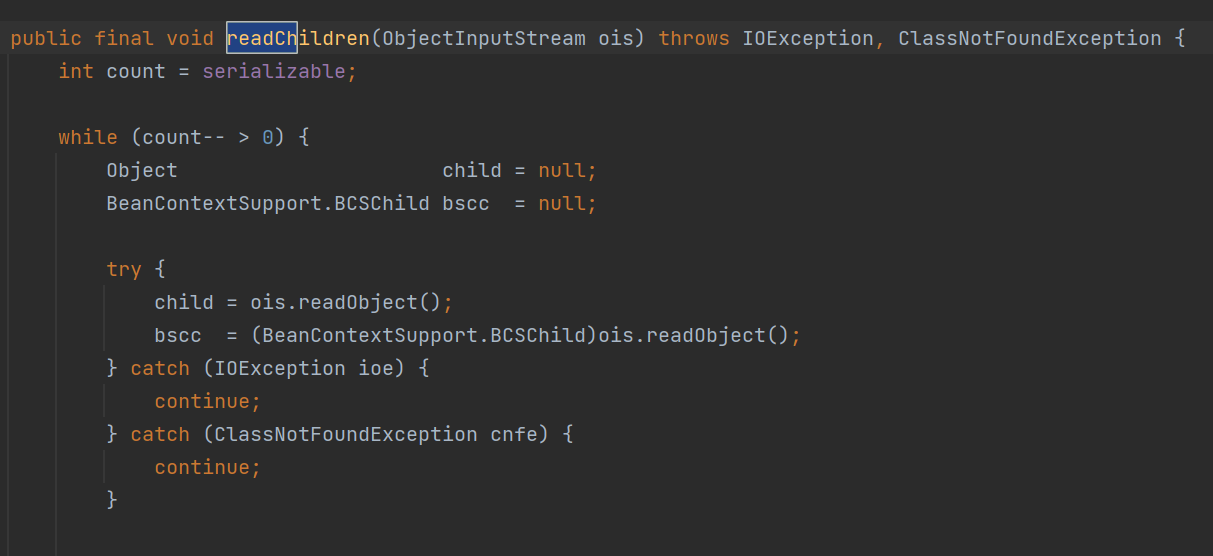 public final void readChildren(ObjectInputStream ois) throws IOException, ClassNotFoundException {
    int count = serializable;
    while (count-- > 0) {
        Object                      child = null;
        BeanContextSupport.BCSChild bscc  = null;
        try {
            child = ois.readObject();
            bscc  = (BeanContextSupport.BCSChild)ois.readObject();
        } catch (IOException ioe) {
            continue;
        } catch (ClassNotFoundException cnfe) {
            continue;
        }